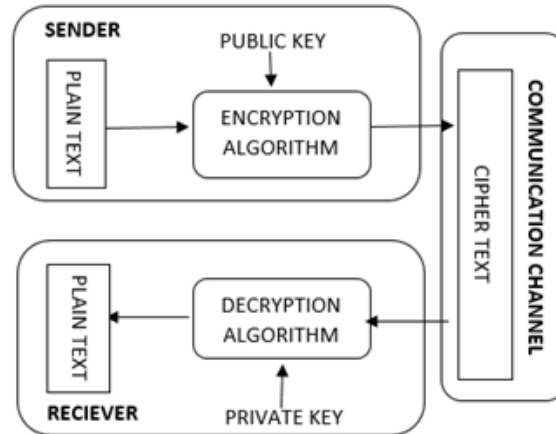 SENDER
PUBLIC KEY
PLAIN TEXT
ENCRYPTION
ALGORITHM
CIPHER TEXT
COMMUNICATION CHANNEL
PLAIN TEXT
DECRYPTION
ALGORITHM
RECIEVER
PRIVATE KEY